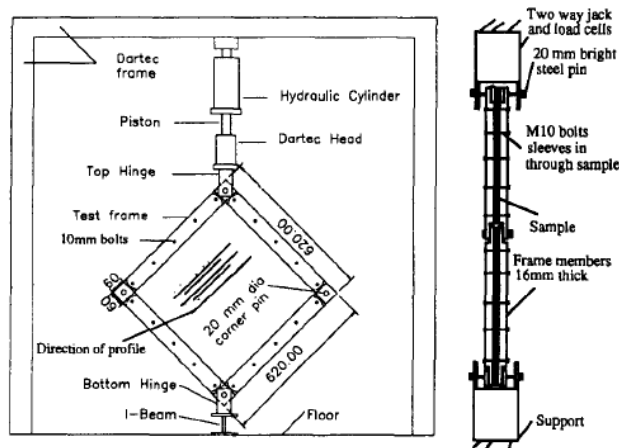 Dartec
frame
Hydraulic Cylinder
Piston
Dartec Head
Top Hinge
Test frame
10mm bolts
620.00
60
60
20 mm dia
corner pin
Direction of profile
620.00
Bottom Hinge
I-Beam
Floor
Two way jack
and load cells
20 mm bright
steel pin
M10 bolts
sleeves in
through sample
Sample
Frame members
16mm thick
Support